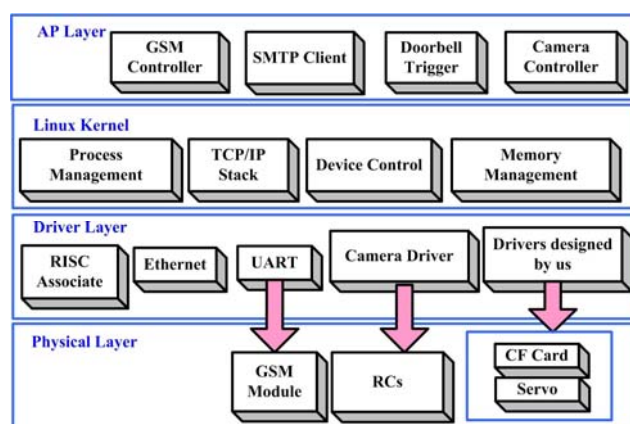 AP Layer
GSM
Controller
SMTP Client
Doorbell
Trigger
Camera
Controller
Linux Kernel
Process
Management
TCP/IP
Stack
Device Control
Memory
Management
Driver Layer
RISC
Associate
Ethernet
UART
Camera Driver
Drivers designed
by us
Physical Layer
GSM
Module
RCs
CF Card
Servo